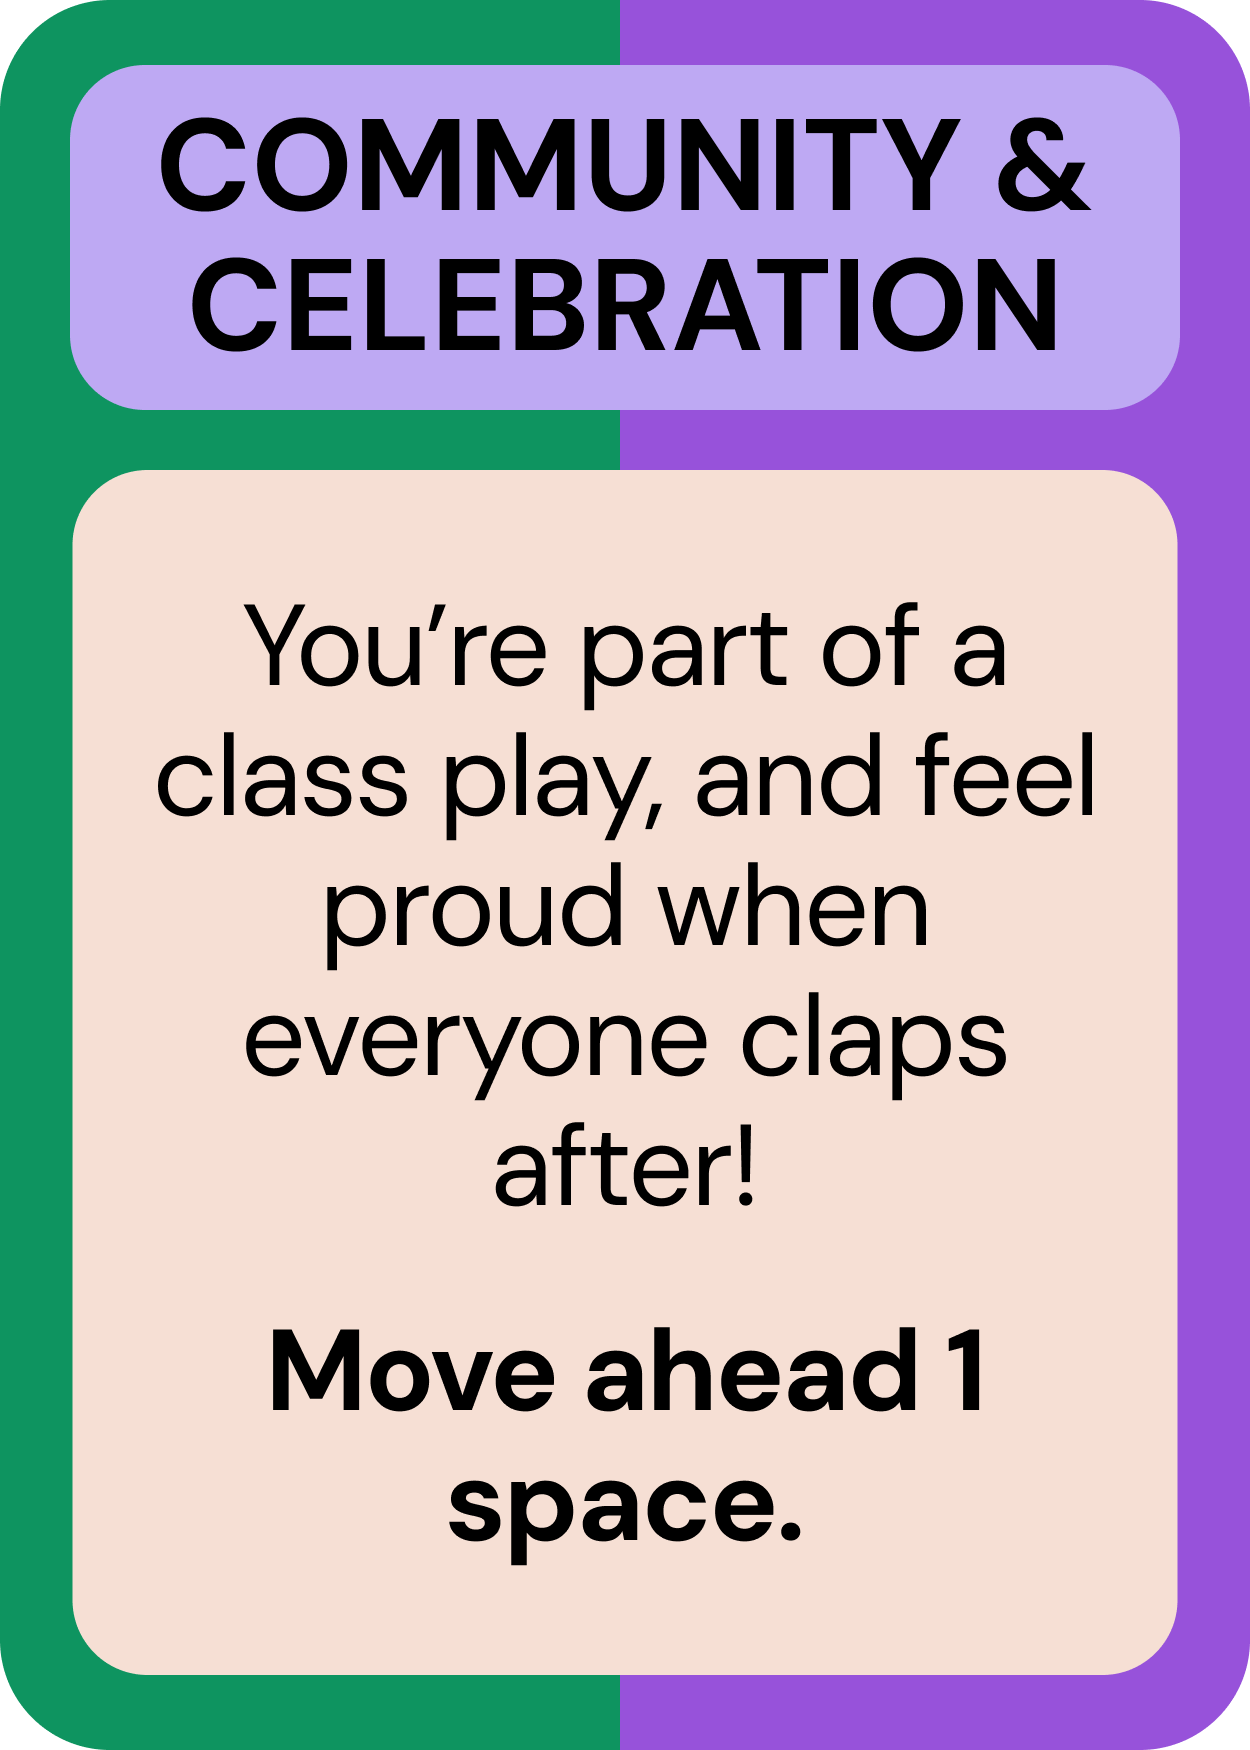 COMMUNITY &
CELEBRATION
You’re part of a
class play, and feel
proud when
everyone claps
after!
Move ahead 1
space.